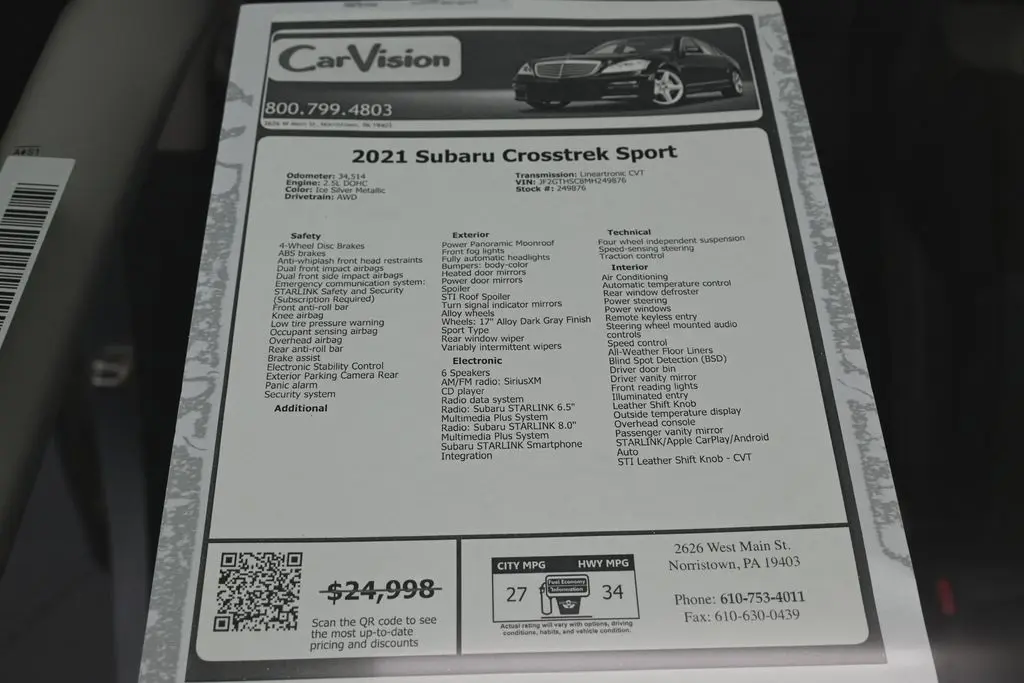 CarVision
800.799.4803
2626 W Main St, Norristown, PA 19403
2021 Subaru Crosstrek Sport
Odometer: 34,514
Engine: 2.5L DOHC
Color: Ice Silver Metallic
Drivetrain: AWD
Transmission: Lineartronic CVT
VIN: JF2GTHSC8MH249876
Stock #: 249876
Safety
4-Wheel Disc Brakes
ABS brakes
Anti-whiplash front head restraints
Dual front impact airbags
Dual front side impact airbags
Emergency communication system:
STARLINK Safety and Security
(Subscription Required)
Front anti-roll bar
Knee airbag
Low tire pressure warning
Occupant sensing airbag
Overhead airbag
Rear anti-roll bar
Brake assist
Electronic Stability Control
Exterior Parking Camera Rear
Panic alarm
Security system
Additional
Exterior
Power Panoramic Moonroof
Front fog lights
Fully automatic headlights
Bumpers: body-color
Heated door mirrors
Power door mirrors
Spoiler
STI Roof Spoiler
Turn signal indicator mirrors
Alloy wheels
Wheels: 17" Alloy Dark Gray Finish
Sport Type
Rear window wiper
Variably intermittent wipers
Electronic
6 Speakers
AM/FM radio: SiriusXM
CD player
Radio data system
Radio: Subaru STARLINK 6.5"
Multimedia Plus System
Radio: Subaru STARLINK 8.0"
Multimedia Plus System
Subaru STARLINK Smartphone
Integration
Technical
Four wheel independent suspension
Speed-sensing steering
Traction control
Interior
Air Conditioning
Automatic temperature control
Rear window defroster
Power steering
Power windows
Remote keyless entry
Steering wheel mounted audio
controls
Speed control
All-Weather Floor Liners
Blind Spot Detection (BSD)
Driver door bin
Driver vanity mirror
Front reading lights
Illuminated entry
Leather Shift Knob
Outside temperature display
Overhead console
Passenger vanity mirror
STARLINK/Apple CarPlay/Android
Auto
STI Leather Shift Knob - CVT
$24,998
Scan the QR code to see
the most up-to-date
pricing and discounts
CITY MPG
HWY MPG
27
Fuel Economy
Information
34
Actual rating will vary with options, driving
conditions, habits, and vehicle condition.
2626 West Main St.
Norristown, PA 19403
Phone: 610-753-4011
Fax: 610-630-0439